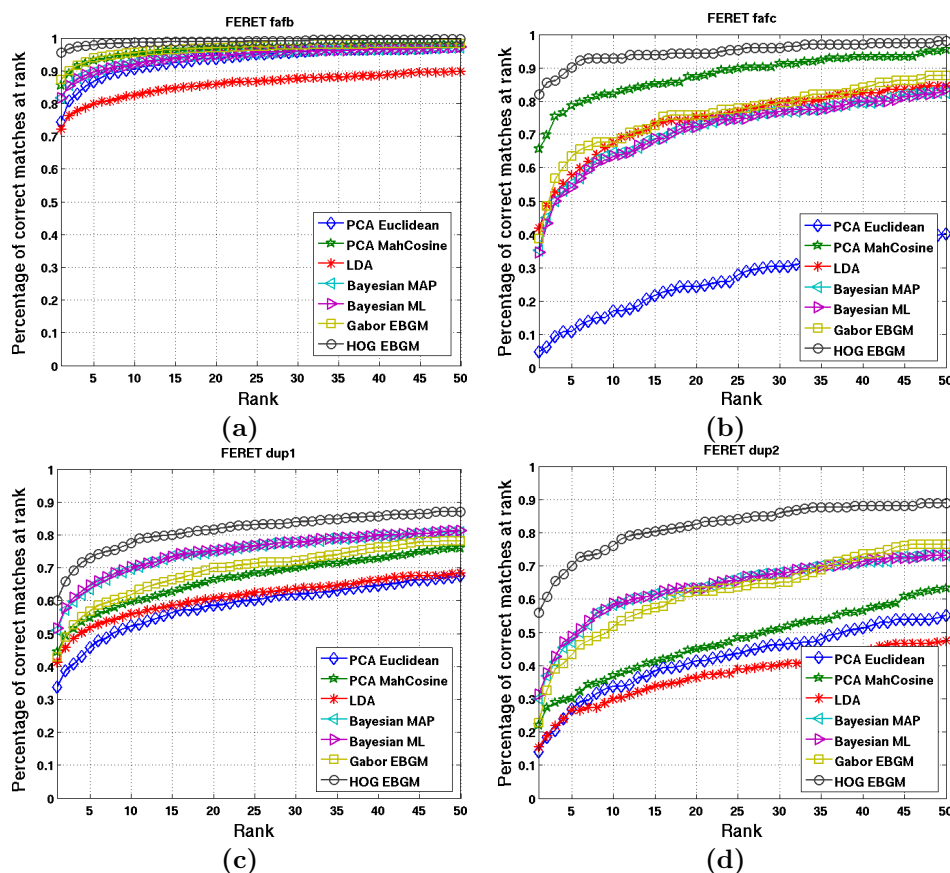 FERET fafb
Percentage of correct matches at rank
1
0.9
0.8
0.7
0.6
0.5
0.4
0.3
0.2
0.1
0
PCA Euclidean
PCA MahCosine
LDA
Bayesian MAP
Bayesian ML
Gabor EBGM
HOG EBGM
5 10 15 20 25 30 35 40 45 50
Rank
(a)
FERET fafc
Percentage of correct matches at rank
1
0.9
0.8
0.7
0.6
0.5
0.4
0.3
0.2
0.1
0
PCA Euclidean
PCA MahCosine
LDA
Bayesian MAP
Bayesian ML
Gabor EBGM
HOG EBGM
5 10 15 20 25 30 35 40 45 50
Rank
(b)
FERET dup1
Percentage of correct matches at rank
1
0.9
0.8
0.7
0.6
0.5
0.4
0.3
0.2
0.1
0
PCA Euclidean
PCA MahCosine
LDA
Bayesian MAP
Bayesian ML
Gabor EBGM
HOG EBGM
5 10 15 20 25 30 35 40 45 50
Rank
(c)
FERET dup2
Percentage of correct matches at rank
1
0.9
0.8
0.7
0.6
0.5
0.4
0.3
0.2
0.1
0
PCA Euclidean
PCA MahCosine
LDA
Bayesian MAP
Bayesian ML
Gabor EBGM
HOG EBGM
5 10 15 20 25 30 35 40 45 50
Rank
(d)